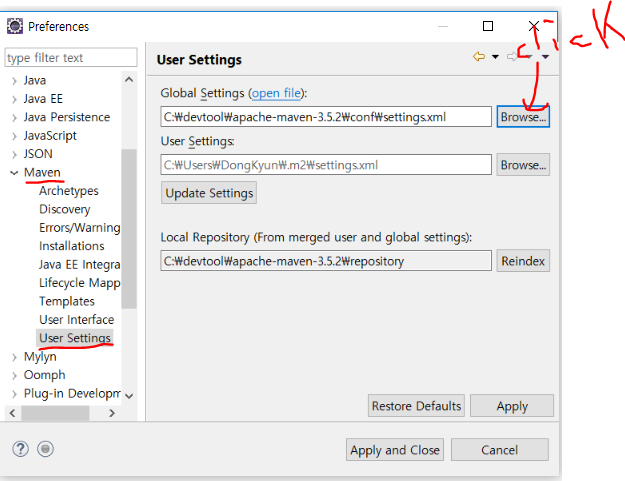 Preferences
click
type filter text
User Settings
Java
Java EE
Java Persistence
JavaScript
JSON
Maven
Archetypes
Discovery
Errors/Warning
Installations
Java EE Integra
Lifecycle Mapp
Templates
User Interface
User Settings
Mylyn
Oomph
Plug-in Developm
Global Settings (open file):
C:₩devtool₩apache-maven-3.5.2₩conf₩settings.xml
Browse...
User Settings:
C:₩Users₩DongKyun₩.m2₩settings.xml
Browse...
Update Settings
Local Repository (From merged user and global settings):
C:₩devtool₩apache-maven-3.5.2₩repository
Reindex
Restore Defaults
Apply
Apply and Close
Cancel